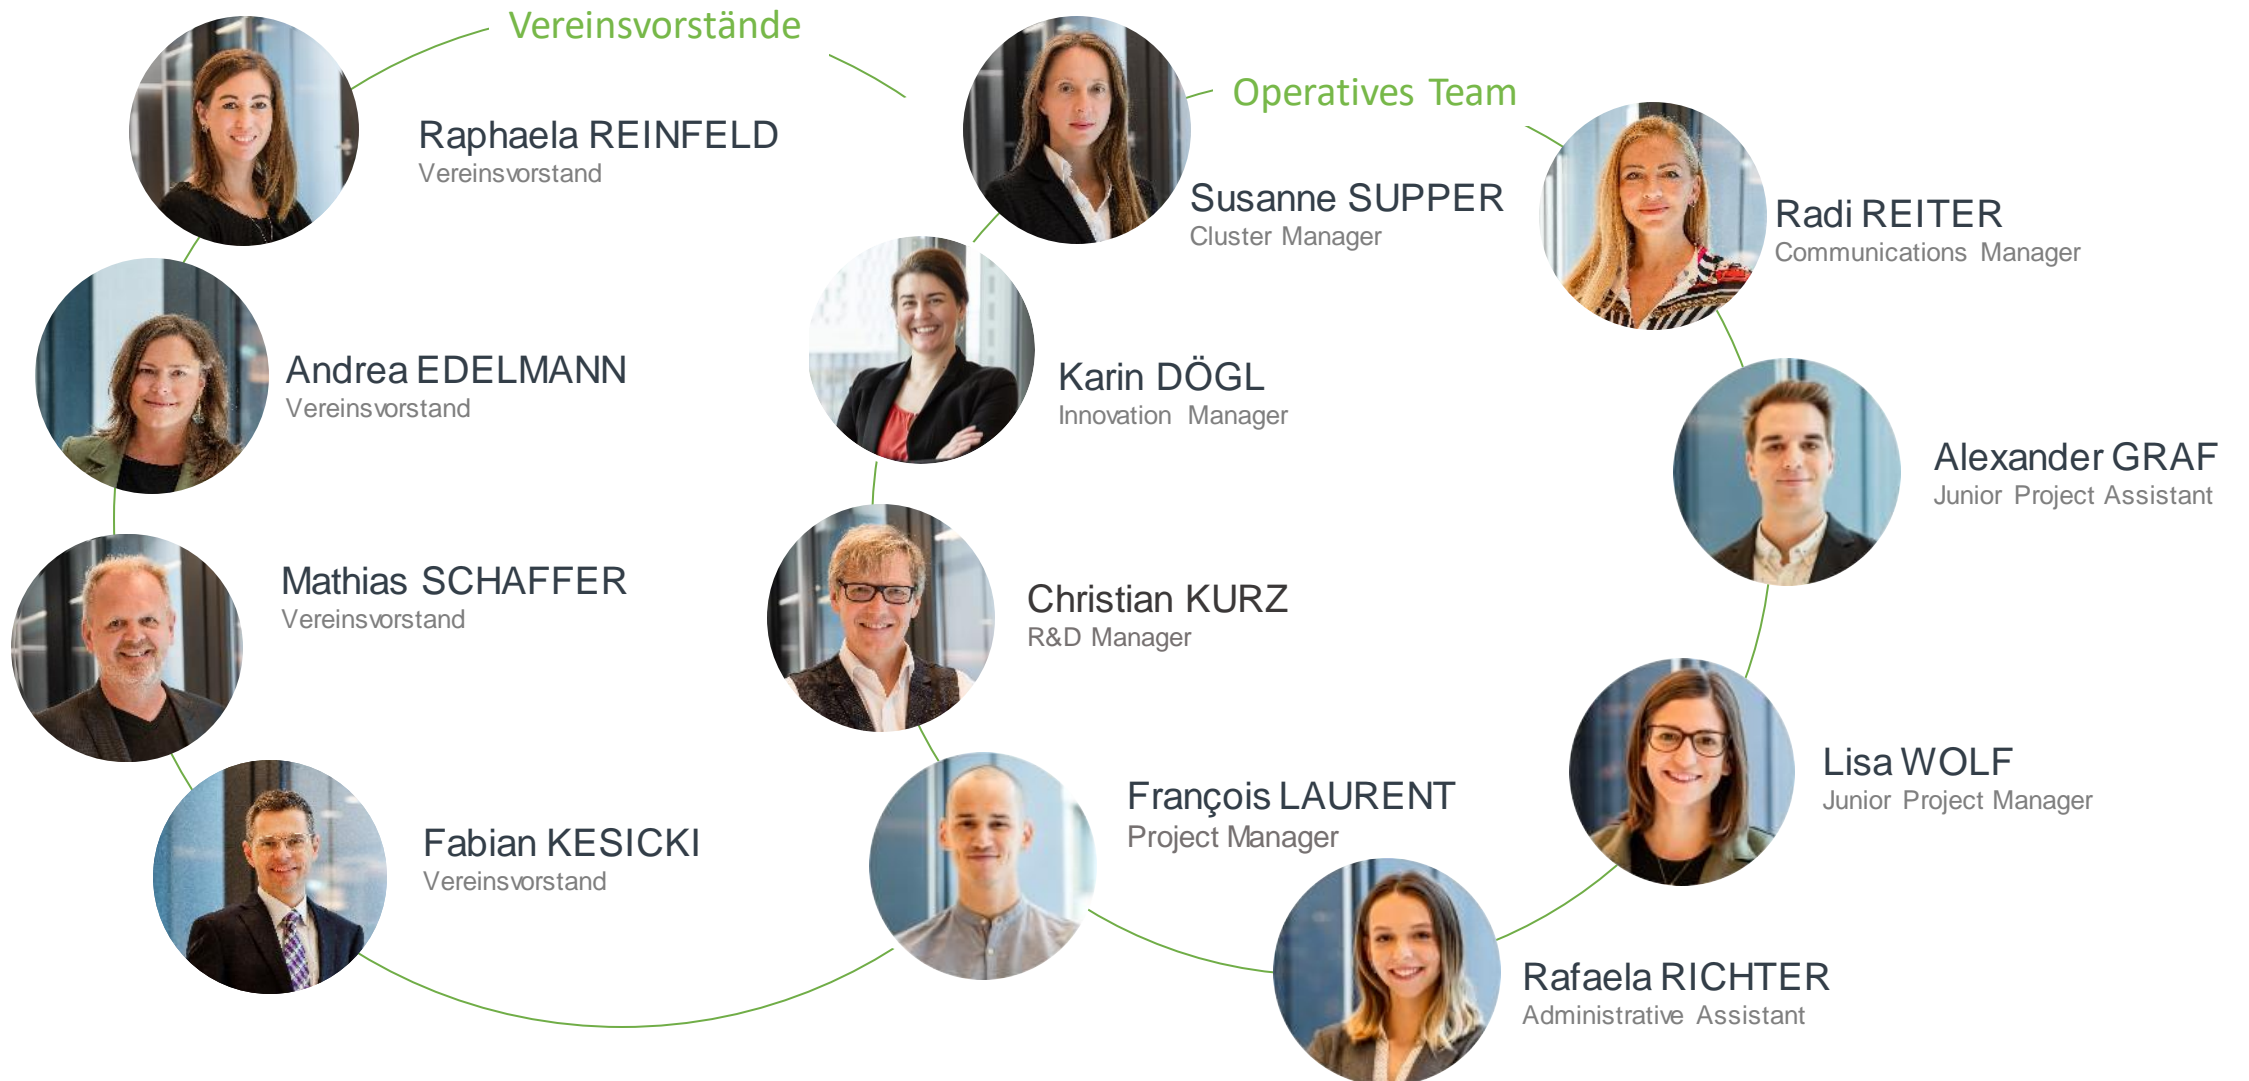 Vereinsvorstände
Raphaela REINFELD
Vereinsvorstand
Andrea EDELMANN
Vereinsvorstand
Mathias SCHAFFER
Vereinsvorstand
Fabian KESICKI
Vereinsvorstand
Operatives Team
Susanne SUPPER
Cluster Manager
Karin DÖGL
Innovation Manager
Christian KURZ
R&D Manager
François LAURENT
Project Manager
Radi REITER
Communications Manager
Alexander GRAF
Junior Project Assistant
Lisa WOLF
Junior Project Manager
Rafaela RICHTER
Administrative Assistant